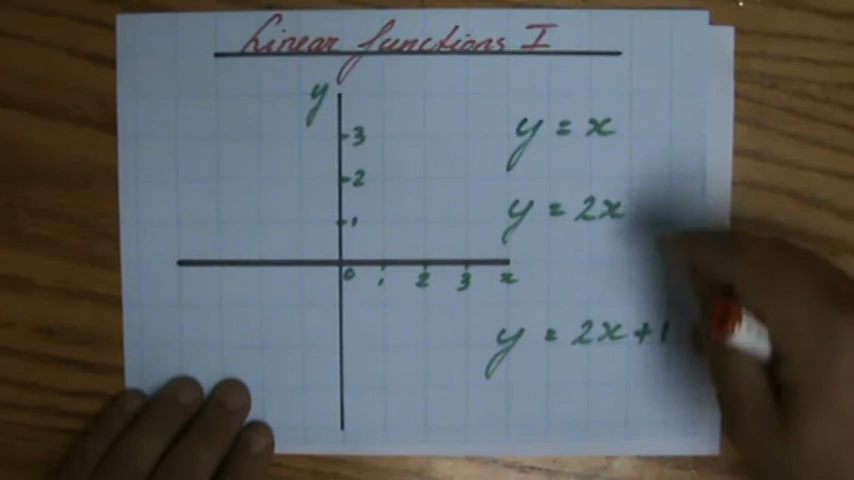 Linear functions I
y
3
2
1
0 1 2 3 x
y = x
y = 2x
y = 2x + 1